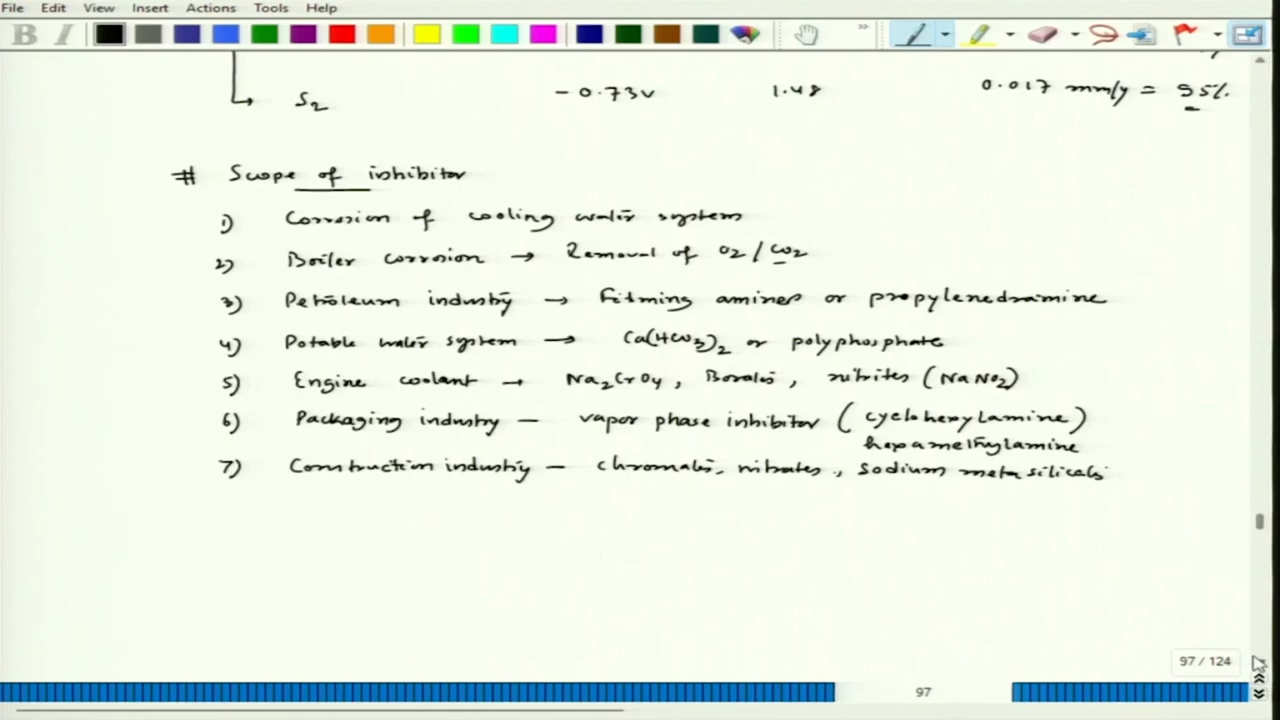 File Edit View Insert Actions Tools Help
B I
S2 - 0.73V 1.48 0.017 mm/y = 95%
# Scope of inhibitor
1) Corrosion of cooling water system
2) Boiler corrosion → Removal of O2 / CO2
3) Petroleum industry → Filming amines or propylenediamine
4) Potable water system → Ca(HCO3)2 or polyphosphate
5) Engine coolant → Na2CrO4, Borates, nitrites (NaNO2)
6) Packaging industry – vapor phase inhibitor (cyclohexylamine)
hexamethylamine
7) Construction industry – chromates, nitrates, sodium metasilicates
97 / 124
97